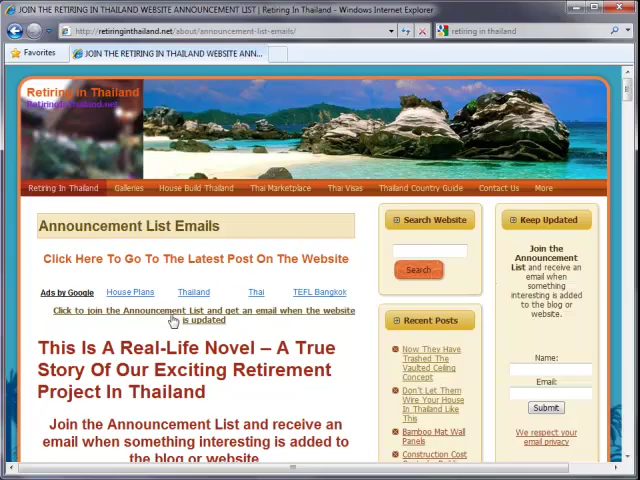 JOIN THE RETIRING IN THAILAND WEBSITE ANNOUNCEMENT LIST | Retiring In Thailand - Windows Internet Explorer
http://retiringinthailand.net/about/announcement-list-emails/
retiring in thailand
Favorites
JOIN THE RETIRING IN THAILAND WEBSITE ANN...
Retiring In Thailand
Retiringinthailand.net
Retiring In Thailand
Galleries
House Build Thailand
Thai Marketplace
Thai Visas
Thailand Country Guide
Contact Us
More
Announcement List Emails
Click Here To Go To The Latest Post On The Website
Ads by Google
House Plans
Thailand
Thai
TEFL Bangkok
Click to join the Announcement List and get an email when the website
is updated
This Is A Real-Life Novel – A True
Story Of Our Exciting Retirement
Project In Thailand
Join the Announcement List and receive an
email when something interesting is added to
the blog or website
Search Website
Search
Recent Posts
Now They Have
Trashed The
Vaulted Ceiling
Concept
Don't Let Them
Wire Your House
In Thailand Like
This
Bamboo Mat Wall
Panels
Construction Cost
Keep Updated
Join the
Announcement
List and receive an
email when
something
interesting is added
to the blog or
website.
Name:
Email:
Submit
We respect your
email privacy